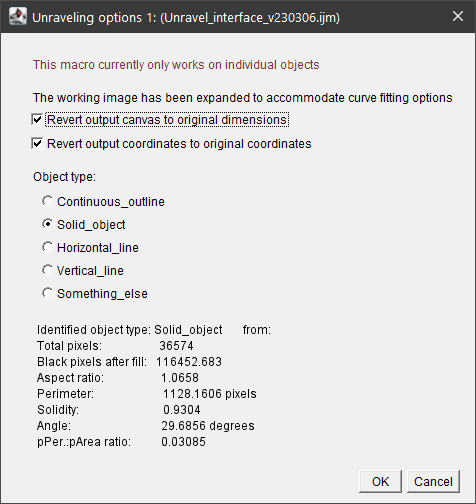 Unraveling options 1: (Unravel_interface_v230306.ijm)
This macro currently only works on individual objects
The working image has been expanded to accommodate curve fitting options
Revert output canvas to original dimensions
Revert output coordinates to original coordinates
Object type:
Continuous_outline
Solid_object
Horizontal_line
Vertical_line
Something_else
Identified object type: Solid_object from:
Total pixels: 36574
Black pixels after fill: 116452.683
Aspect ratio: 1.0658
Perimeter: 1128.1606 pixels
Solidity: 0.9304
Angle: 29.6856 degrees
pPer.:pArea ratio: 0.03085
OK Cancel